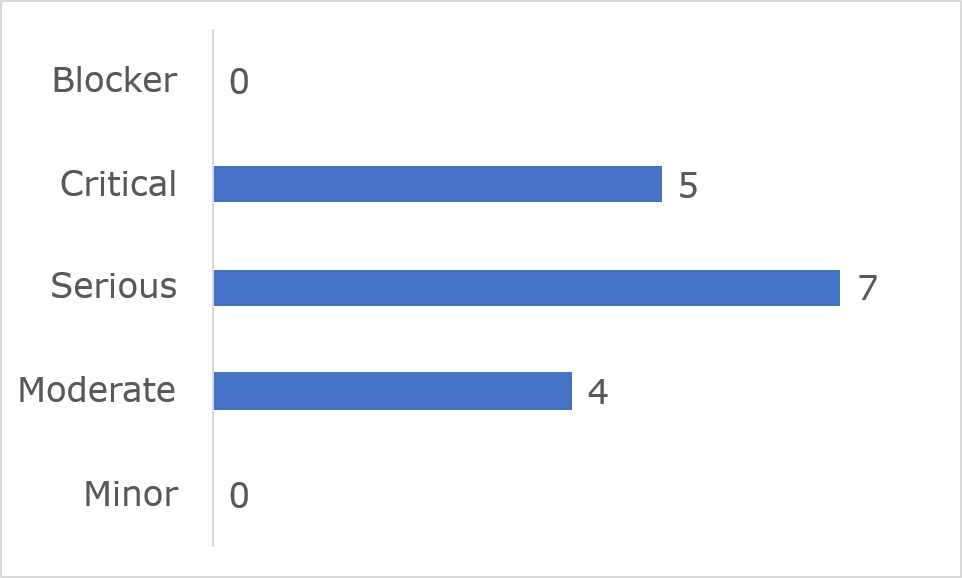 Blocker 0
Critical 5
Serious 7
Moderate 4
Minor 0